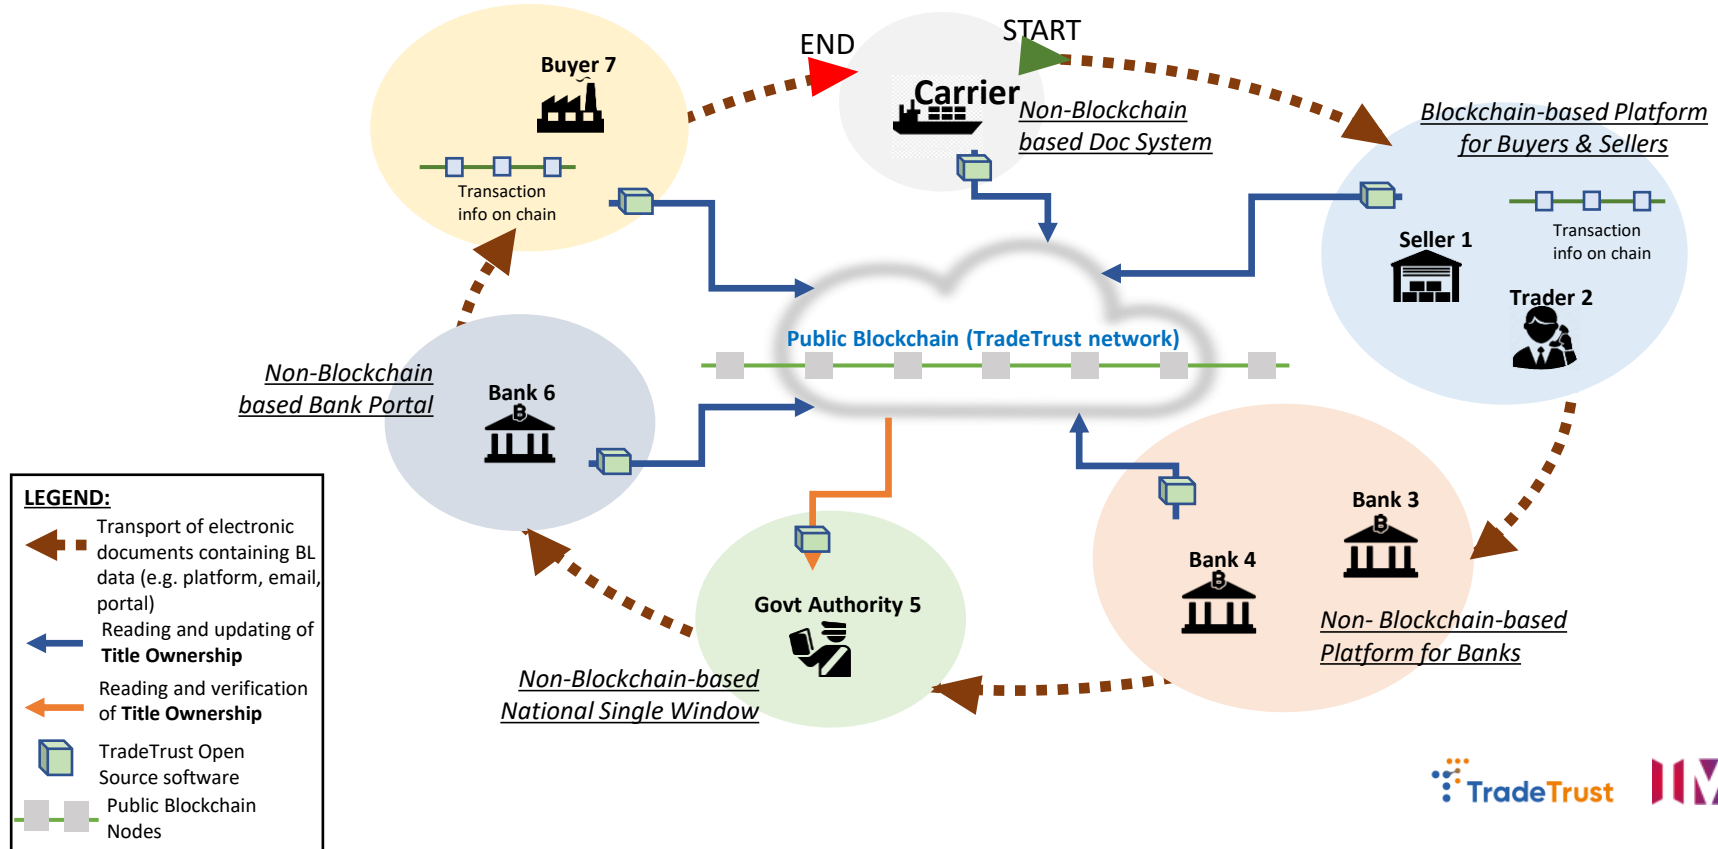 START
END
Buyer 7
Carrier
Non-Blockchain
based Doc System
Blockchain-based Platform
for Buyers & Sellers
Transaction
info on chain
Seller 1
Transaction
info on chain
Trader 2
Public Blockchain (TradeTrust network)
Non-Blockchain
based Bank Portal
Bank 6
Bank 3
Bank 4
Govt Authority 5
Non- Blockchain-based
Platform for Banks
Non-Blockchain-based
National Single Window
LEGEND:
Transport of electronic
documents containing BL
data (e.g. platform, email,
portal)
Reading and updating of
Title Ownership
Reading and verification
of Title Ownership
TradeTrust Open
Source software
Public Blockchain
Nodes
TradeTrust